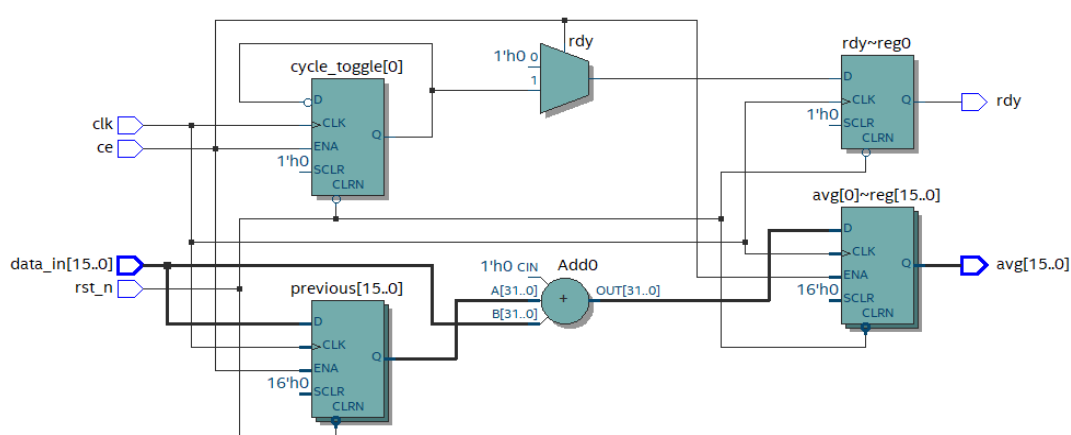 rdy
1'h0 0
1
cycle_toggle[0]
D
CLK
Q
ENA
1'h0
SCLR
CLRN
clk
ce
rdy~reg0
D
CLK
Q
1'h0
SCLR
CLRN
rdy
data_in[15..0]
rst_n
previous[15..0]
D
CLK
Q
ENA
16'h0
SCLR
CLRN
Add0
1'h0 CIN
A[31..0]
B[31..0]
+
OUT[31..0]
avg[0]~reg[15..0]
D
CLK
Q
ENA
16'h0
SCLR
CLRN
avg[15..0]